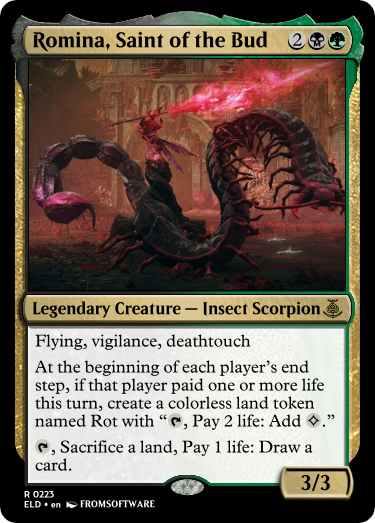 Romina, Saint of the Bud 2
Legendary Creature — Insect Scorpion
Flying, vigilance, deathtouch
At the beginning of each player's end
step, if that player paid one or more life
this turn, create a colorless land token
named Rot with “, Pay 2 life: Add .”
, Sacrifice a land, Pay 1 life: Draw a
card.
3/3
R 0223
ELD • en FROMSOFTWARE